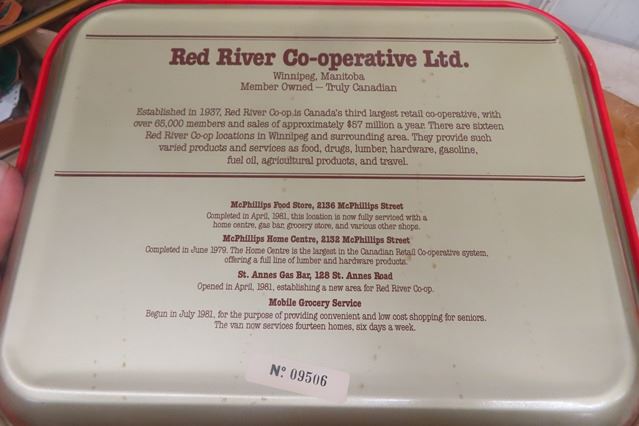 Red River Co-operative Ltd.
Winnipeg, Manitoba
Member Owned — Truly Canadian
Established in 1937, Red River Co-op.is Canada's third largest retail co-operative, with
over 65,000 members and sales of approximately $57 million a year. There are sixteen
Red River Co-op locations in Winnipeg and surrounding area. They provide such
varied products and services as food, drugs, lumber, hardware, gasoline,
fuel oil, agricultural products, and travel.
McPhillips Food Store, 2136 McPhillips Street
Completed in April, 1981, this location is now fully serviced with a
home centre, gas bar, grocery store, and various other shops.
McPhillips Home Centre, 2132 McPhillips Street
Completed in June 1979. The Home Centre is the largest in the Canadian Retail Co-operative system,
offering a full line of lumber and hardware products.
St. Annes Gas Bar, 128 St. Annes Road
Opened in April, 1981, establishing a new area for Red River Co-op.
Mobile Grocery Service
Begun in July 1981, for the purpose of providing convenient and low cost shopping for seniors.
The van now services fourteen homes, six days a week.
Nº 09506